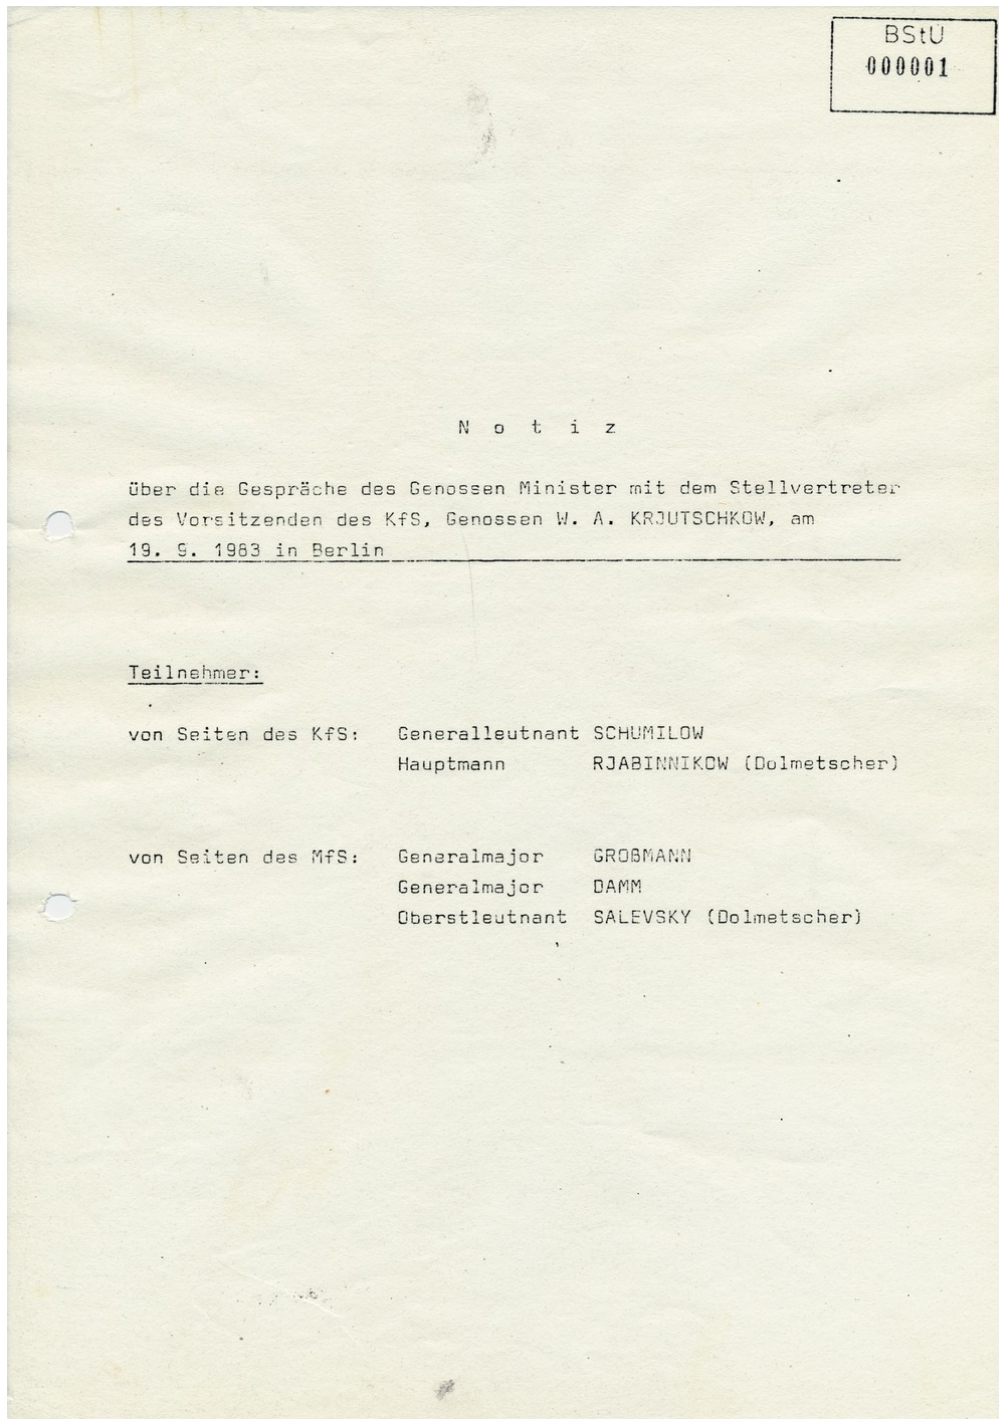 BStU
000001
N o t i z
über die Gespräche des Genossen Minister mit dem Stellvertreter
des Vorsitzenden des KfS, Genossen W. A. KRJUTSCHKOW, am
19. 9. 1983 in Berlin
Teilnehmer:
von Seiten des KfS: Generalleutnant SCHUMILOW
Hauptmann RJABINNIKOW (Dolmetscher)
von Seiten des MfS: Generalmajor GROßMANN
Generalmajor DAMM
Oberstleutnant SALEVSKY (Dolmetscher)